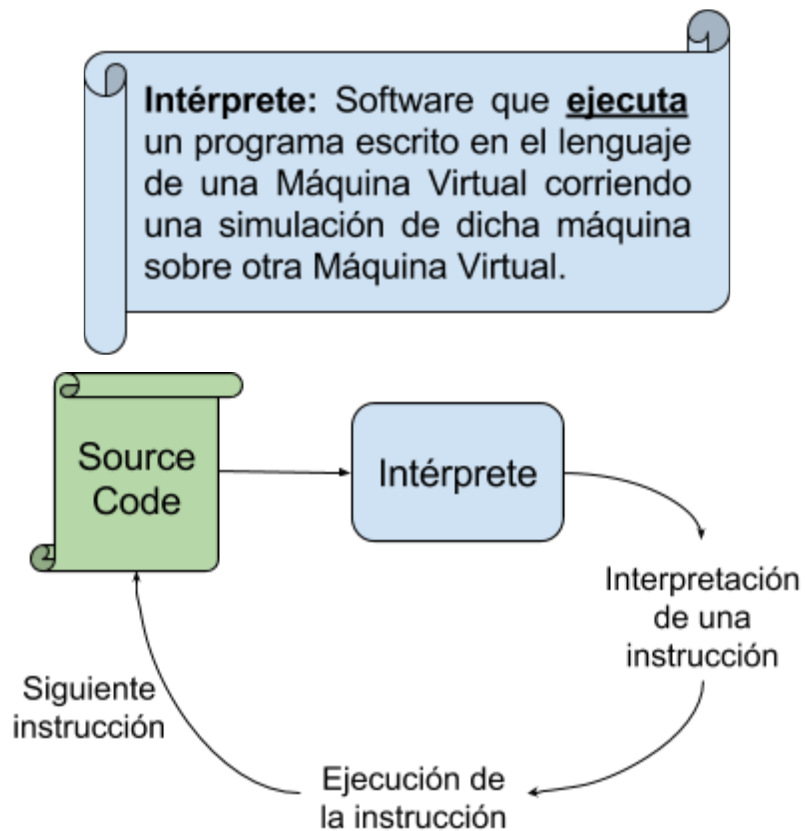 Intérprete: Software que ejecuta
un programa escrito en el lenguaje
de una Máquina Virtual corriendo
una simulación de dicha máquina
sobre otra Máquina Virtual.
Source
Code
Intérprete
Interpretación
de una
instrucción
Siguiente
instrucción
Ejecución de
la instrucción